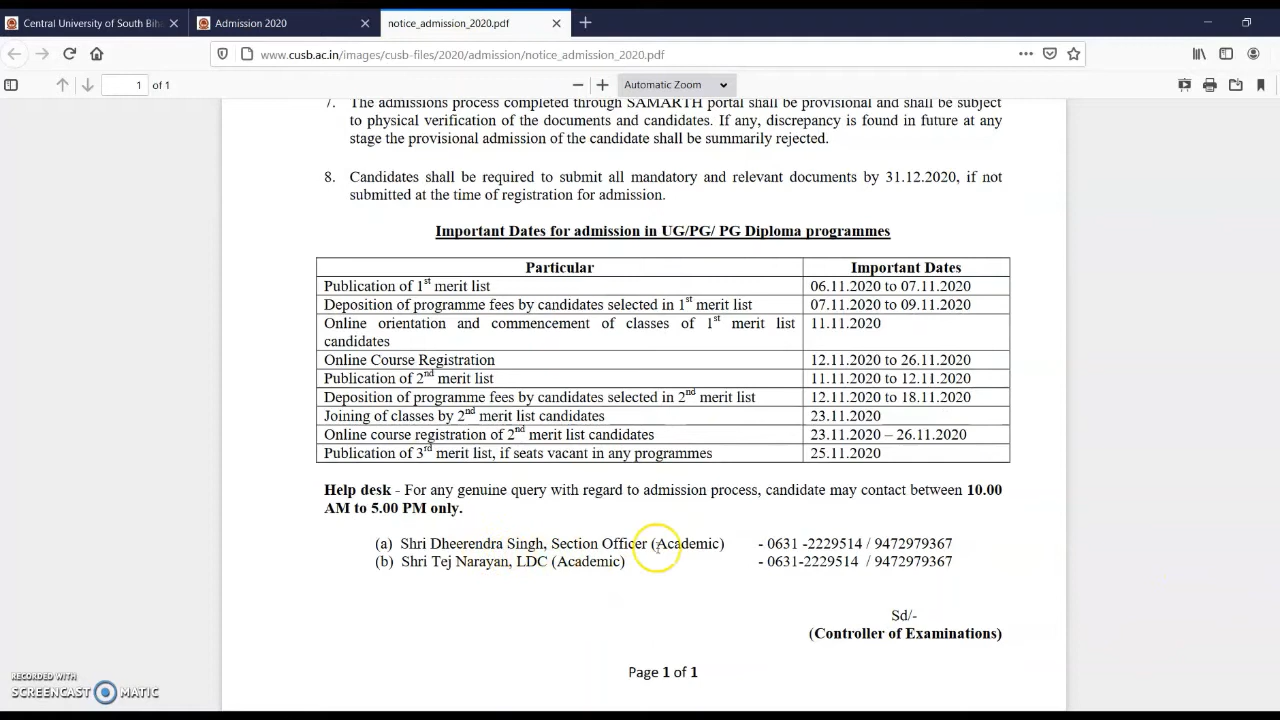 Central University of South Bih
Admission 2020
notice_admission_2020.pdf
www.cusb.ac.in/images/cusb-files/2020/admission/notice_admission_2020.pdf
1 of 1
Automatic Zoom
7. The admissions process completed through SAMARTH portal shall be provisional and shall be subject
to physical verification of the documents and candidates. If any, discrepancy is found in future at any
stage the provisional admission of the candidate shall be summarily rejected.
8. Candidates shall be required to submit all mandatory and relevant documents by 31.12.2020, if not
submitted at the time of registration for admission.
Important Dates for admission in UG/PG/ PG Diploma programmes
Particular Important Dates
Publication of 1st merit list 06.11.2020 to 07.11.2020
Deposition of programme fees by candidates selected in 1st merit list 07.11.2020 to 09.11.2020
Online orientation and commencement of classes of 1st merit list 11.11.2020
candidates
Online Course Registration 12.11.2020 to 26.11.2020
Publication of 2nd merit list 11.11.2020 to 12.11.2020
Deposition of programme fees by candidates selected in 2nd merit list 12.11.2020 to 18.11.2020
Joining of classes by 2nd merit list candidates 23.11.2020
Online course registration of 2nd merit list candidates 23.11.2020 – 26.11.2020
Publication of 3rd merit list, if seats vacant in any programmes 25.11.2020
Help desk - For any genuine query with regard to admission process, candidate may contact between 10.00
AM to 5.00 PM only.
(a) Shri Dheerendra Singh, Section Officer (Academic) - 0631 -2229514 / 9472979367
(b) Shri Tej Narayan, LDC (Academic) - 0631-2229514 / 9472979367
Sd/-
(Controller of Examinations)
Page 1 of 1
RECORDED WITH
SCREENCAST MATIC